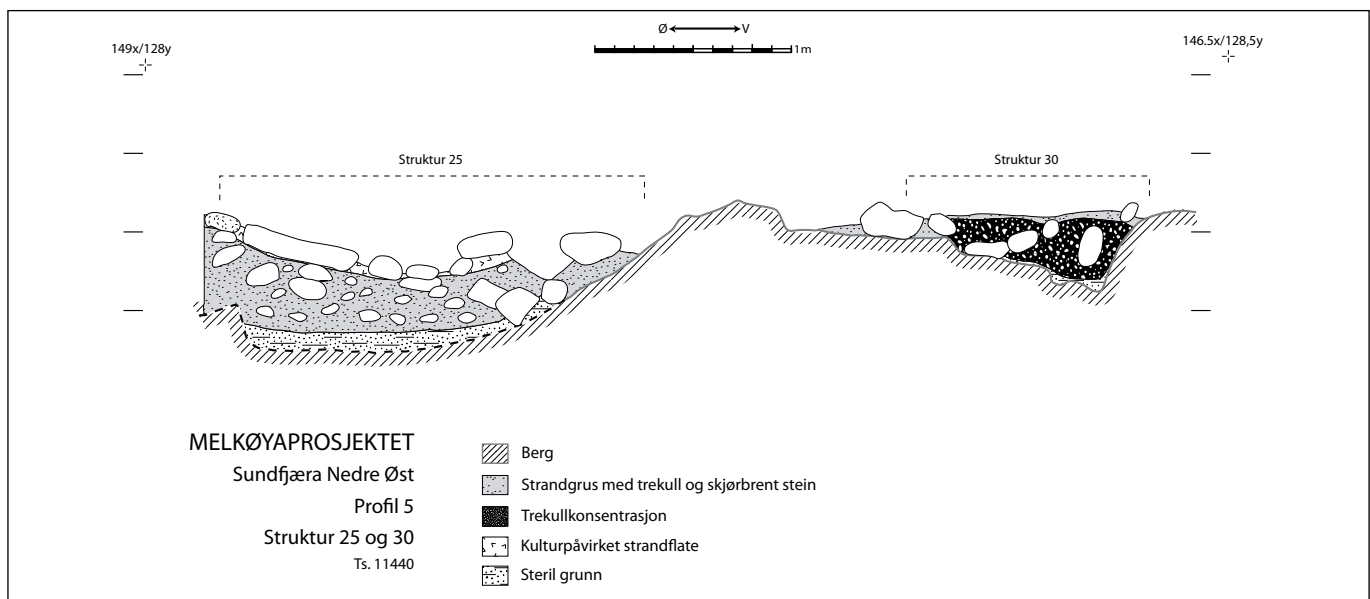 Ø V
149x/128y
1m
146.5x/128,5y
Struktur 25
Struktur 30
MELKØYAPROSJEKTET
Sundfjæra Nedre Øst
Profil 5
Struktur 25 og 30
Ts. 11440
Berg
Strandgrus med trekull og skjørbrent stein
Trekullkonsentrasjon
Kulturpåvirket strandflate
Steril grunn